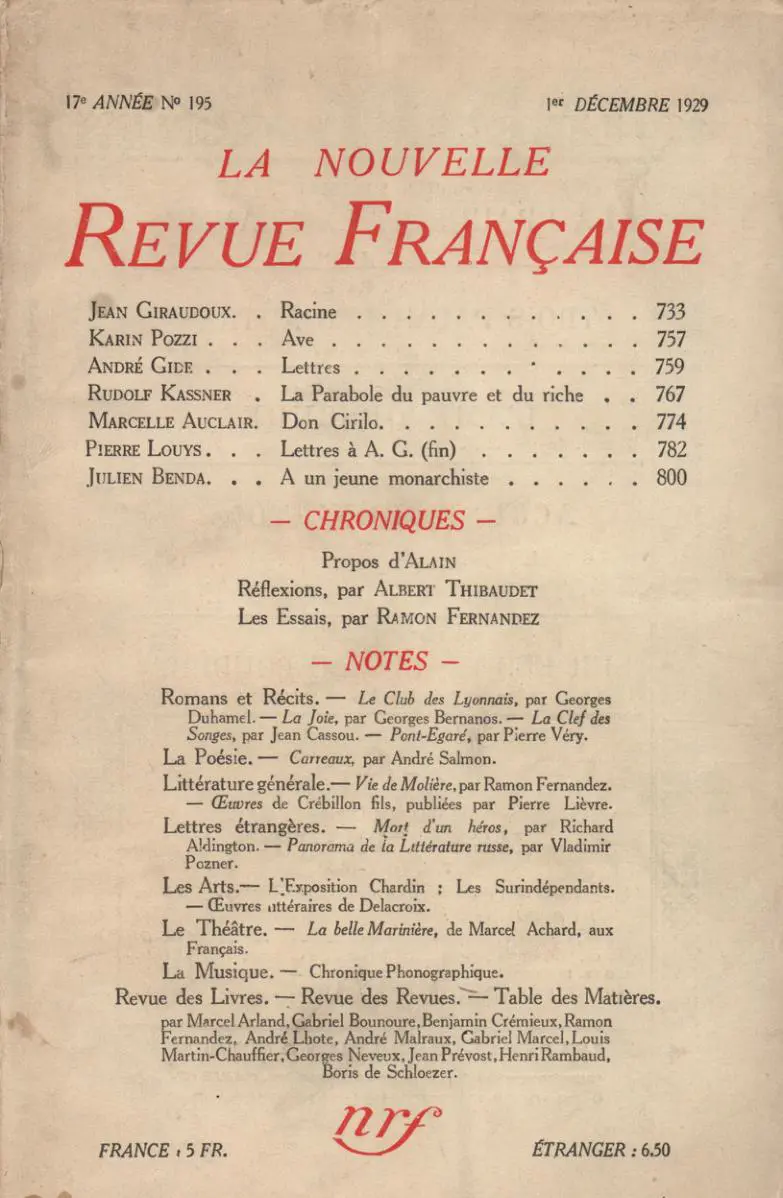 17e ANNÉE No 195
1er DÉCEMBRE 1929
LA NOUVELLE
REVUE FRANÇAISE
JEAN GIRAUDOUX. . Racine . . . . . . . . . . . . 733
KARIN POZZI . . . Ave . . . . . . . . . . . . . 757
ANDRÉ GIDE . . . Lettres . . . . . . . . . . . . 759
RUDOLF KASSNER . La Parabole du pauvre et du riche . . 767
MARCELLE AUCLAIR. Don Cirilo. . . . . . . . . . . 774
PIERRE LOUYS. . . Lettres à A. G. (fin) . . . . . . . 782
JULIEN BENDA. . . A un jeune monarchiste . . . . . . 800
— CHRONIQUES —
Propos d'ALAIN
Réflexions, par ALBERT THIBAUDET
Les Essais, par RAMON FERNANDEZ
— NOTES —
Romans et Récits. — Le Club des Lyonnais, par Georges
Duhamel. — La Joie, par Georges Bernanos. — La Clef des
Songes, par Jean Cassou. — Pont-Egaré, par Pierre Véry.
La Poésie. — Carreaux, par André Salmon.
Littérature générale.— Vie de Molière, par Ramon Fernandez.
— Œuvres de Crébillon fils, publiées par Pierre Lièvre.
Lettres étrangères. — Mort d'un héros, par Richard
Aldington. — Panorama de la Littérature russe, par Vladimir
Pozner.
Les Arts.— L'Exposition Chardin ; Les Surindépendants.
— Œuvres littéraires de Delacroix.
Le Théâtre. — La belle Marinière, de Marcel Achard, aux
Français.
La Musique. — Chronique Phonographique.
Revue des Livres. — Revue des Revues. — Table des Matières.
par Marcel Arland, Gabriel Bounoure, Benjamin Crémieux, Ramon
Fernandez, André Lhote, André Malraux, Gabriel Marcel, Louis
Martin-Chauffier, Georges Neveux, Jean Prévost, Henri Rambaud,
Boris de Schloezer.
nrf
FRANCE : 5 FR.
ÉTRANGER : 6.50